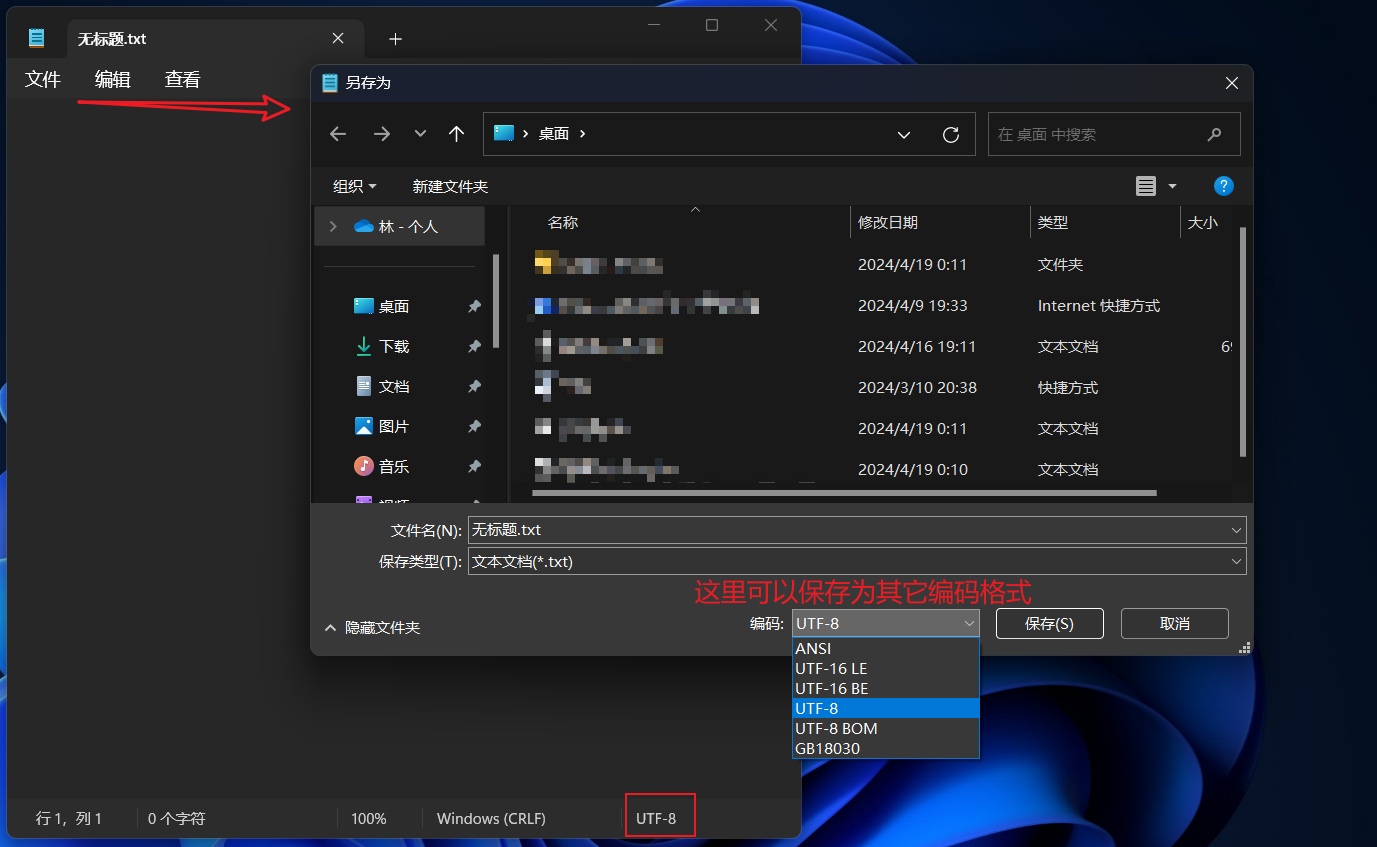 无标题.txt
文件 编辑 查看
另存为
桌面
在 桌面 中搜索
组织 新建文件夹
林 - 个人
名称 修改日期 类型 大小
2024/4/19 0:11 文件夹
2024/4/9 19:33 Internet 快捷方式
桌面
2024/4/16 19:11 文本文档
下载
2024/3/10 20:38 快捷方式
文档
2024/4/19 0:11 文本文档
图片
2024/4/19 0:10 文本文档
音乐
文件名(N): 无标题.txt
保存类型(T): 文本文档(*.txt)
这里可以保存为其它编码格式
隐藏文件夹 编码: UTF-8 保存(S) 取消
ANSI
UTF-16 LE
UTF-16 BE
UTF-8
UTF-8 BOM
GB18030
行 1，列 1 0 个字符 100% Windows (CRLF) UTF-8